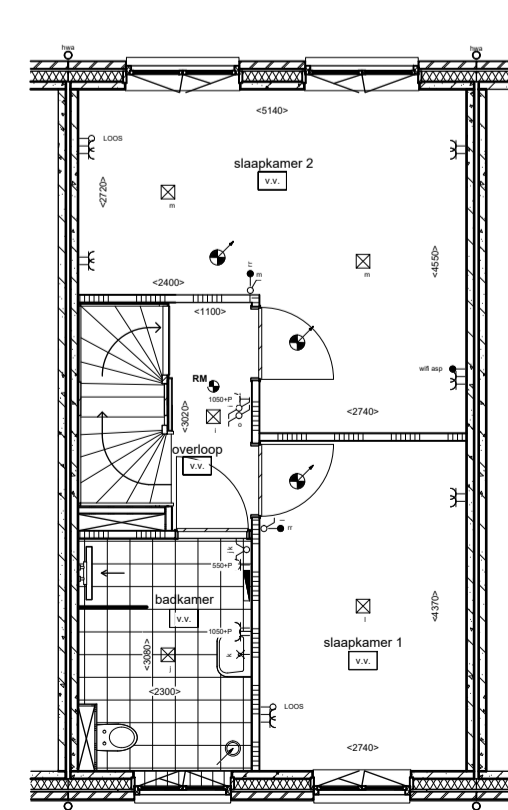 hwa
hwa
<5140>
LOOS
slaapkamer 2
v.v.
<2720>
m
<4550>
m
rr
m
<2400>
<1100>
wifi asp
RM
1050+P
<3020>
i
o
<2740>
overloop
v.v.
i
rr
jk
550+P
badkamer
v.v.
<4370>
l
1050+P
slaapkamer 1
v.v.
<3080>
k
j
<2300>
LOOS
<2740>